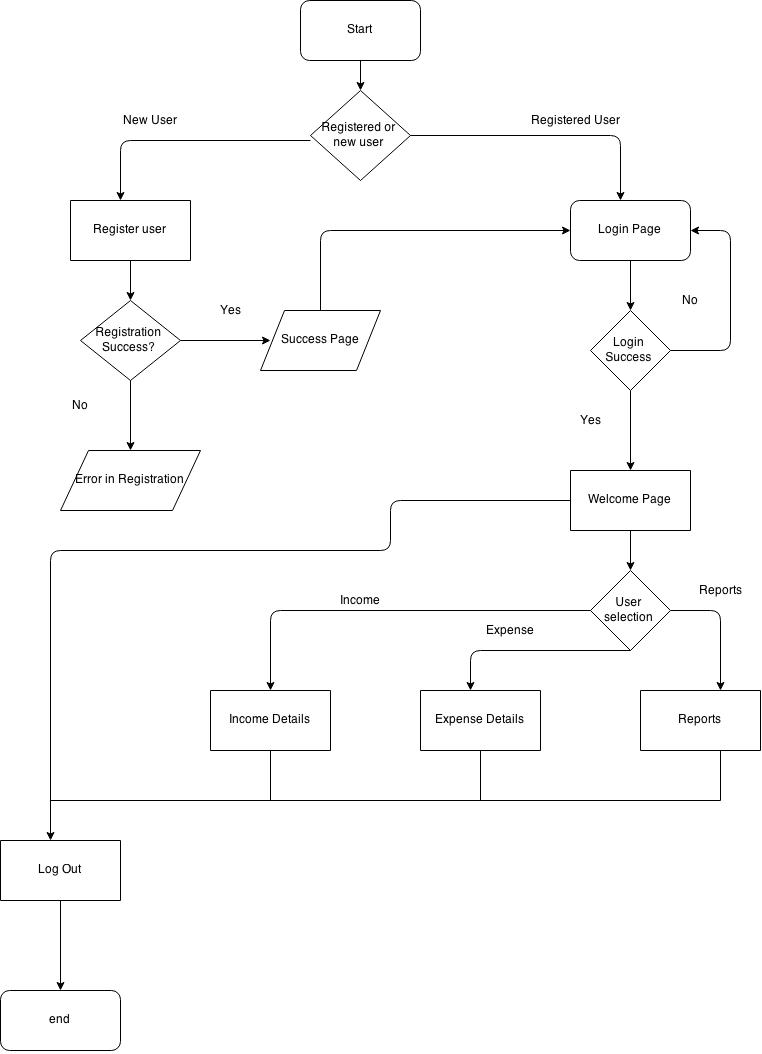 Start
Registered or
new user
New User
Registered User
Register user
Login Page
Registration
Success?
Yes
Success Page
No
Login
Success
No
Error in Registration
Yes
Welcome Page
User
selection
Income
Expense
Reports
Income Details
Expense Details
Reports
Log Out
end